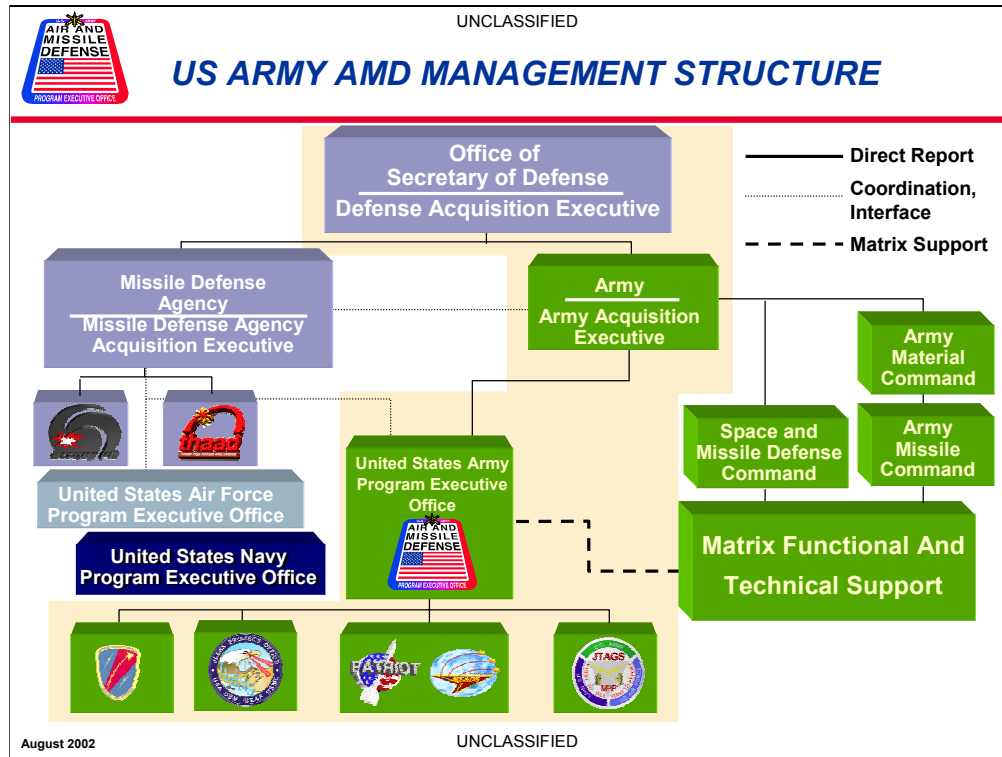 UNCLASSIFIED
AIR AND
MISSILE
DEFENSE
PROGRAM EXECUTIVE OFFICE
US ARMY AMD MANAGEMENT STRUCTURE
Office of
Secretary of Defense
Defense Acquisition Executive
Direct Report
Coordination,
Interface
Matrix Support
Missile Defense
Agency
Missile Defense Agency
Acquisition Executive
Army
Army Acquisition
Executive
Army
Material
Command
thaad
Space and
Missile Defense
Command
Army
Missile
Command
United States Air Force
Program Executive Office
United States Navy
Program Executive Office
United States Army
Program Executive
Office
AIR AND
MISSILE
DEFENSE
PROGRAM EXECUTIVE OFFICE
Matrix Functional And
Technical Support
PATRIOT
JTAGS
August 2002
UNCLASSIFIED